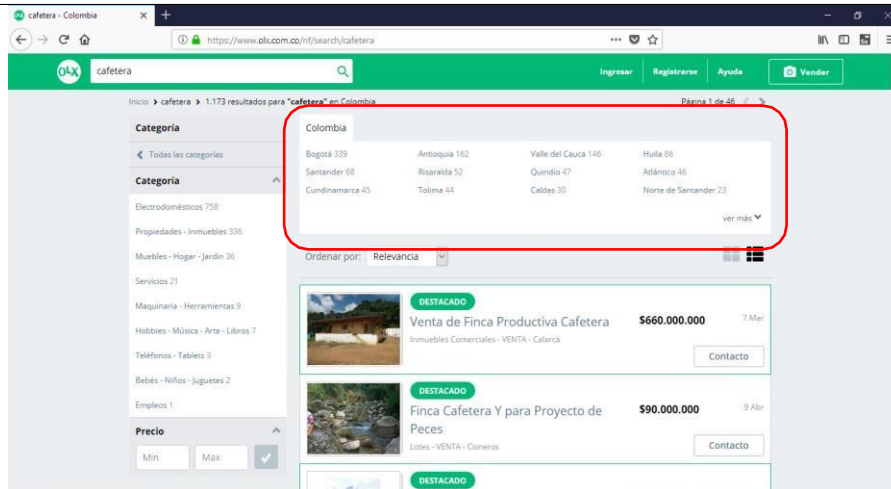 cafetera - Colombia
https://www.olx.com.co/nf/search/cafetera
OLX
cafetera
Ingresar Registrarse Ayuda Vender
Inicio > cafetera > 1.173 resultados para "cafetera" en Colombia Página 1 de 46
Categoría
Todas las categorías
Categoría
Electrodomésticos 758
Propiedades - Inmuebles 336
Muebles - Hogar - Jardin 36
Servicios 21
Maquinaria - Herramientas 9
Hobbies - Música - Arte - Libros 7
Teléfonos - Tablets 3
Bebés - Niños - Juguetes 2
Empleos 1
Precio
Min Max
Colombia
Bogotá 339 Antioquia 162 Valle del Cauca 146 Huila 86
Santander 68 Risaralda 52 Quindío 47 Atlántico 46
Cundinamarca 45 Tolima 44 Caldas 30 Norte de Santander 23
ver más
Ordenar por: Relevancia
DESTACADO
Venta de Finca Productiva Cafetera $660.000.000 7 Mar
Inmuebles Comerciales - VENTA - Calarcá
Contacto
DESTACADO
Finca Cafetera Y para Proyecto de
Peces
$90.000.000 9 Abr
Lotes - VENTA - Cisneros
Contacto
DESTACADO